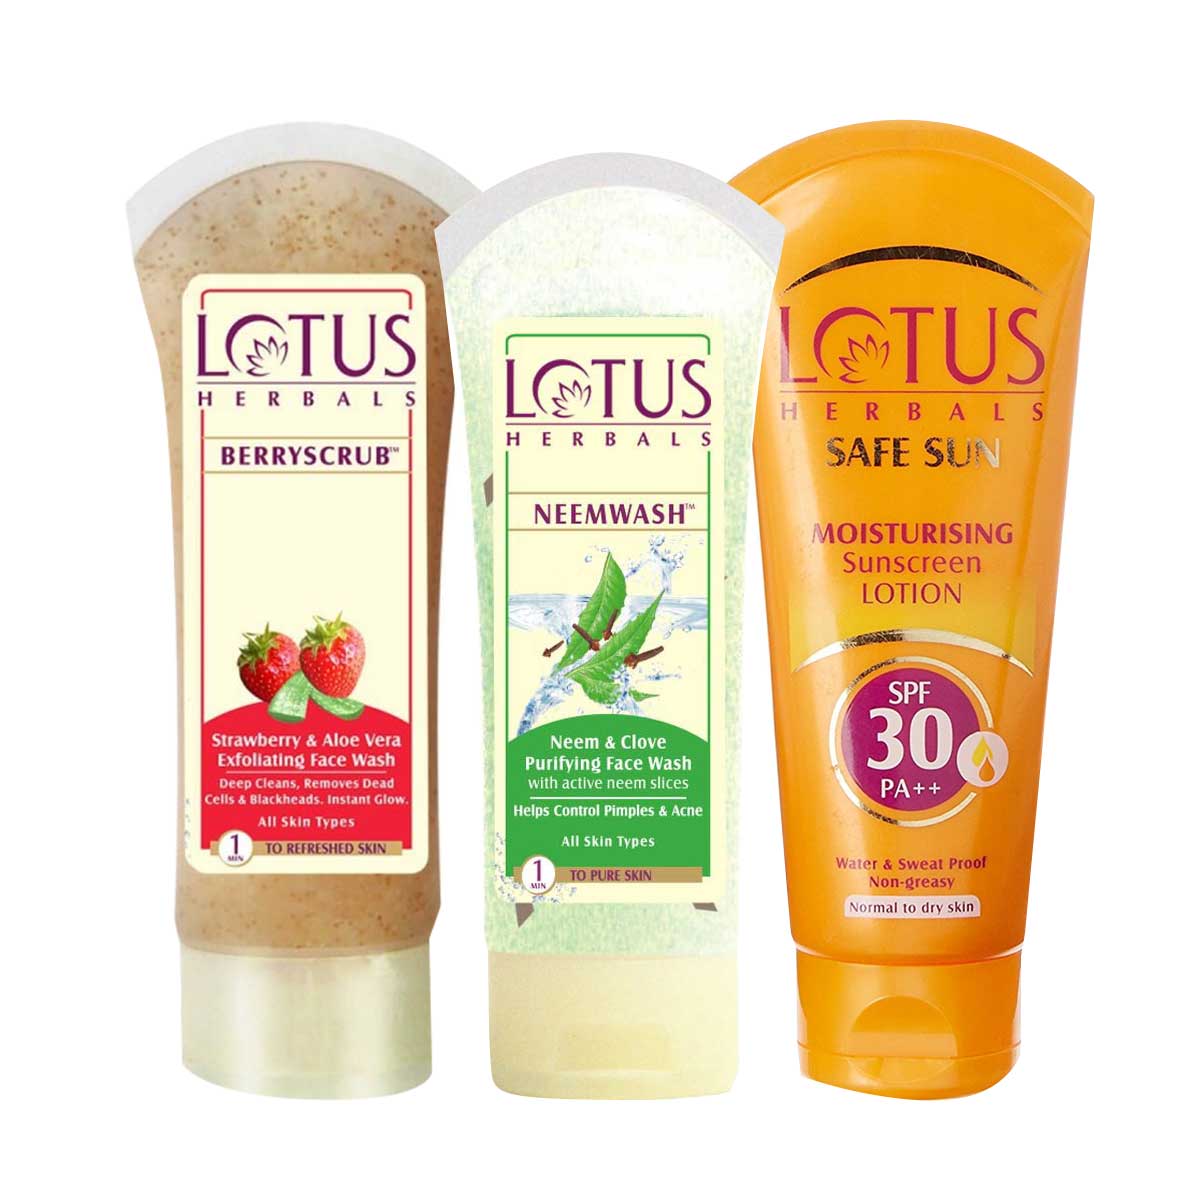 LOTUS
HERBALS
BERRYSCRUB™
Strawberry & Aloe Vera
Exfoliating Face Wash
Deep Cleans, Removes Dead
Cells & Blackheads. Instant Glow.
All Skin Types
1
MIN
TO REFRESHED SKIN
LOTUS
HERBALS
NEEMWASH™
Neem & Clove
Purifying Face Wash
with active neem slices
Helps Control Pimples & Acne
All Skin Types
1
MIN
TO PURE SKIN
LOTUS
HERBALS
SAFE SUN
MOISTURISING
Sunscreen
LOTION
SPF
30
PA++
Water & Sweat Proof
Non-greasy
Normal to dry skin